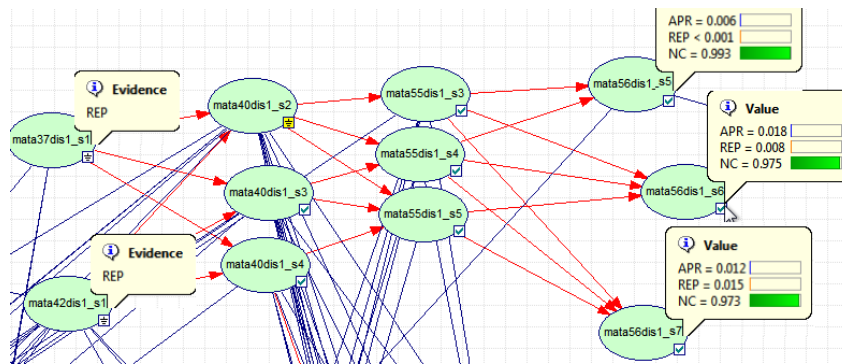 APR = 0.006
REP < 0.001
NC = 0.993
Evidence
REP
mata37dis1_s1
mata40dis1_s2
mata55dis1_s3
mata56dis1_s5
Value
APR = 0.018
REP = 0.008
NC = 0.975
mata55dis1_s4
mata40dis1_s3
mata56dis1_s6
mata55dis1_s5
Evidence
REP
mata40dis1_s4
Value
APR = 0.012
REP = 0.015
NC = 0.973
mata42dis1_s1
mata56dis1_s7